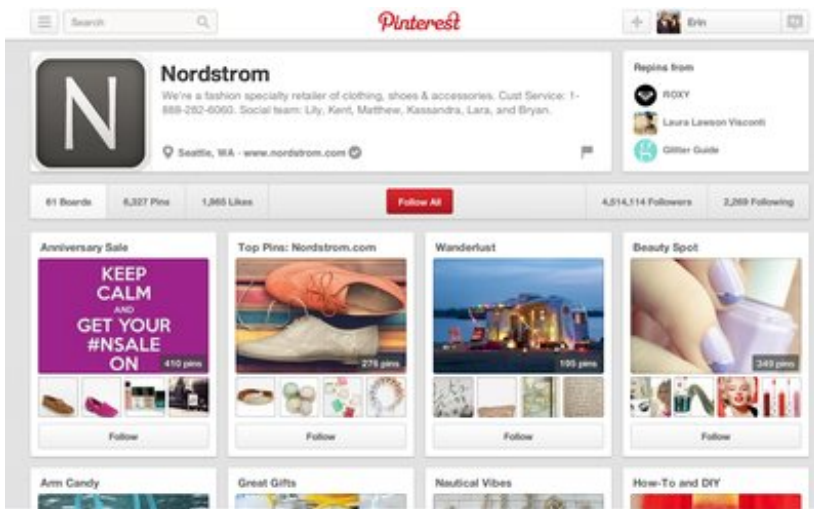 Search
Pinterest
Erin
N
Nordstrom
We're a fashion specialty retailer of clothing, shoes & accessories. Cust Service: 1-
888-282-6060. Social team: Lily, Kent, Matthew, Kassandra, Lara, and Bryan.
Seattle, WA · www.nordstrom.com
Repins from
ROXY
Laura Lawson Visconti
Glitter Guide
61 Boards
6,327 Pins
1,965 Likes
Follow All
4,514,114 Followers
2,269 Following
Anniversary Sale
KEEP
CALM
AND
GET YOUR
#NSALE
ON
410 pins
Follow
Top Pins: Nordstrom.com
276 pins
Follow
Wanderlust
195 pins
Follow
Beauty Spot
349 pins
Follow
Arm Candy
Great Gifts
Nautical Vibes
How-To and DIY